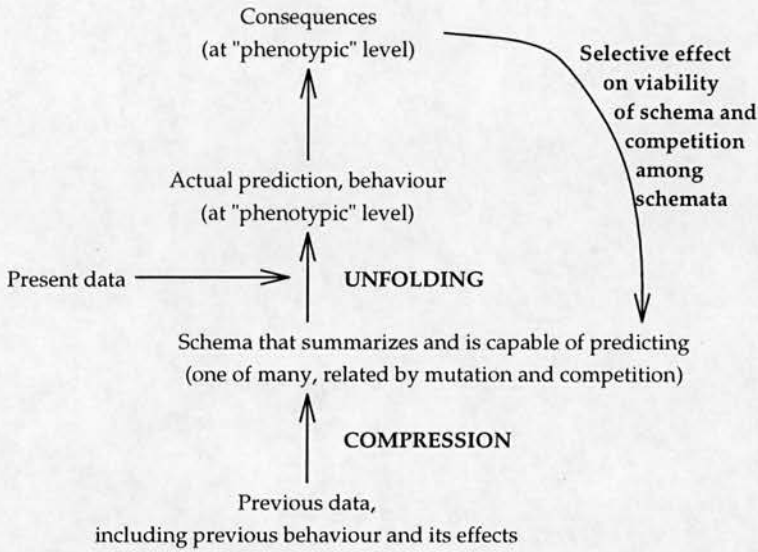 Consequences
(at "phenotypic" level)
Selective effect
on viability
of schema and
competition
among
schemata
Actual prediction, behaviour
(at "phenotypic" level)
Present data
UNFOLDING
Schema that summarizes and is capable of predicting
(one of many, related by mutation and competition)
COMPRESSION
Previous data,
including previous behaviour and its effects